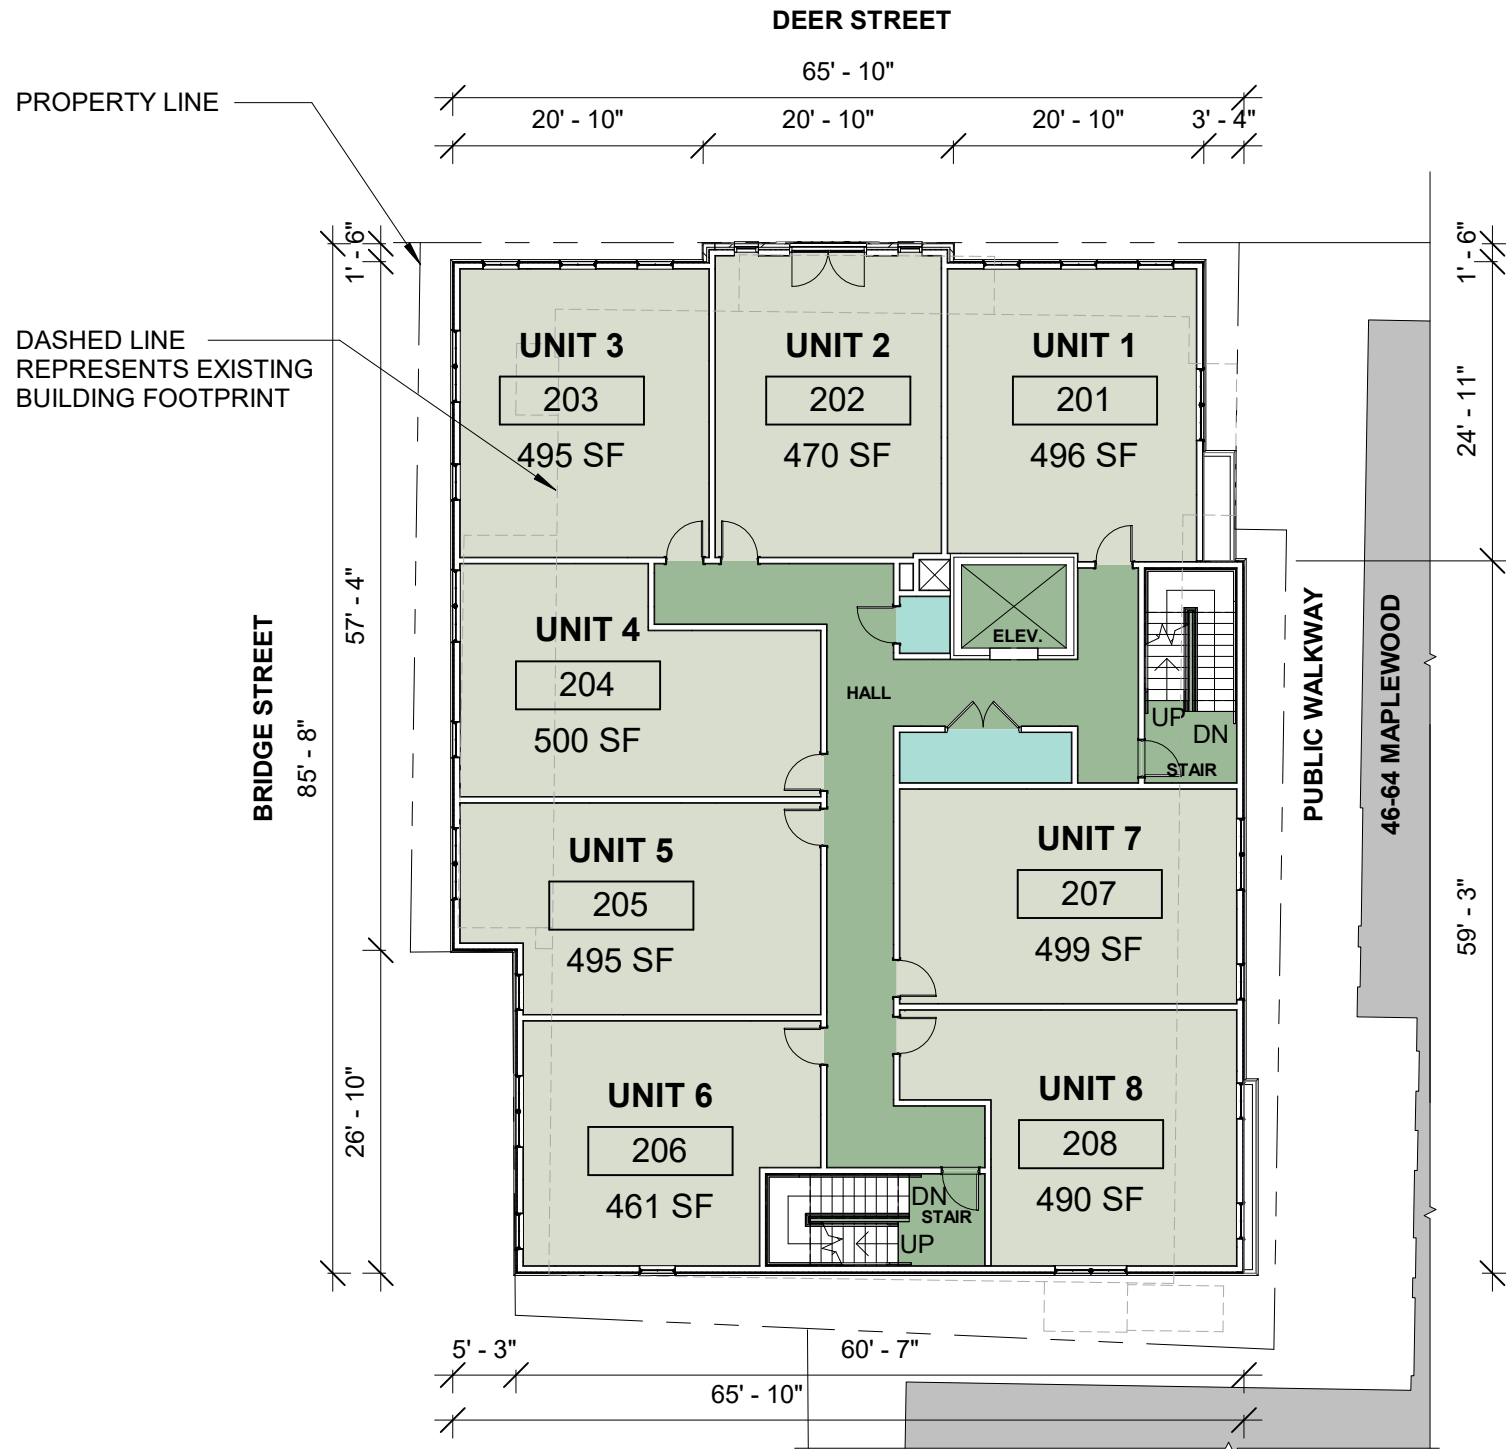 DEER STREET
65' - 10"
PROPERTY LINE
20' - 10"
20' - 10"
20' - 10"
3' - 4"
1' - 6"
1' - 6"
DASHED LINE
REPRESENTS EXISTING
BUILDING FOOTPRINT
UNIT 3
203
495 SF
UNIT 2
202
470 SF
UNIT 1
201
496 SF
24' - 11"
57' - 4"
BRIDGE STREET
85' - 8"
UNIT 4
204
500 SF
ELEV.
HALL
UP
DN
STAIR
PUBLIC WALKWAY
46-64 MAPLEWOOD
UNIT 5
205
495 SF
UNIT 7
207
499 SF
59' - 3"
26' - 10"
UNIT 6
206
461 SF
DN
STAIR
UP
UNIT 8
208
490 SF
5' - 3"
60' - 7"
65' - 10"